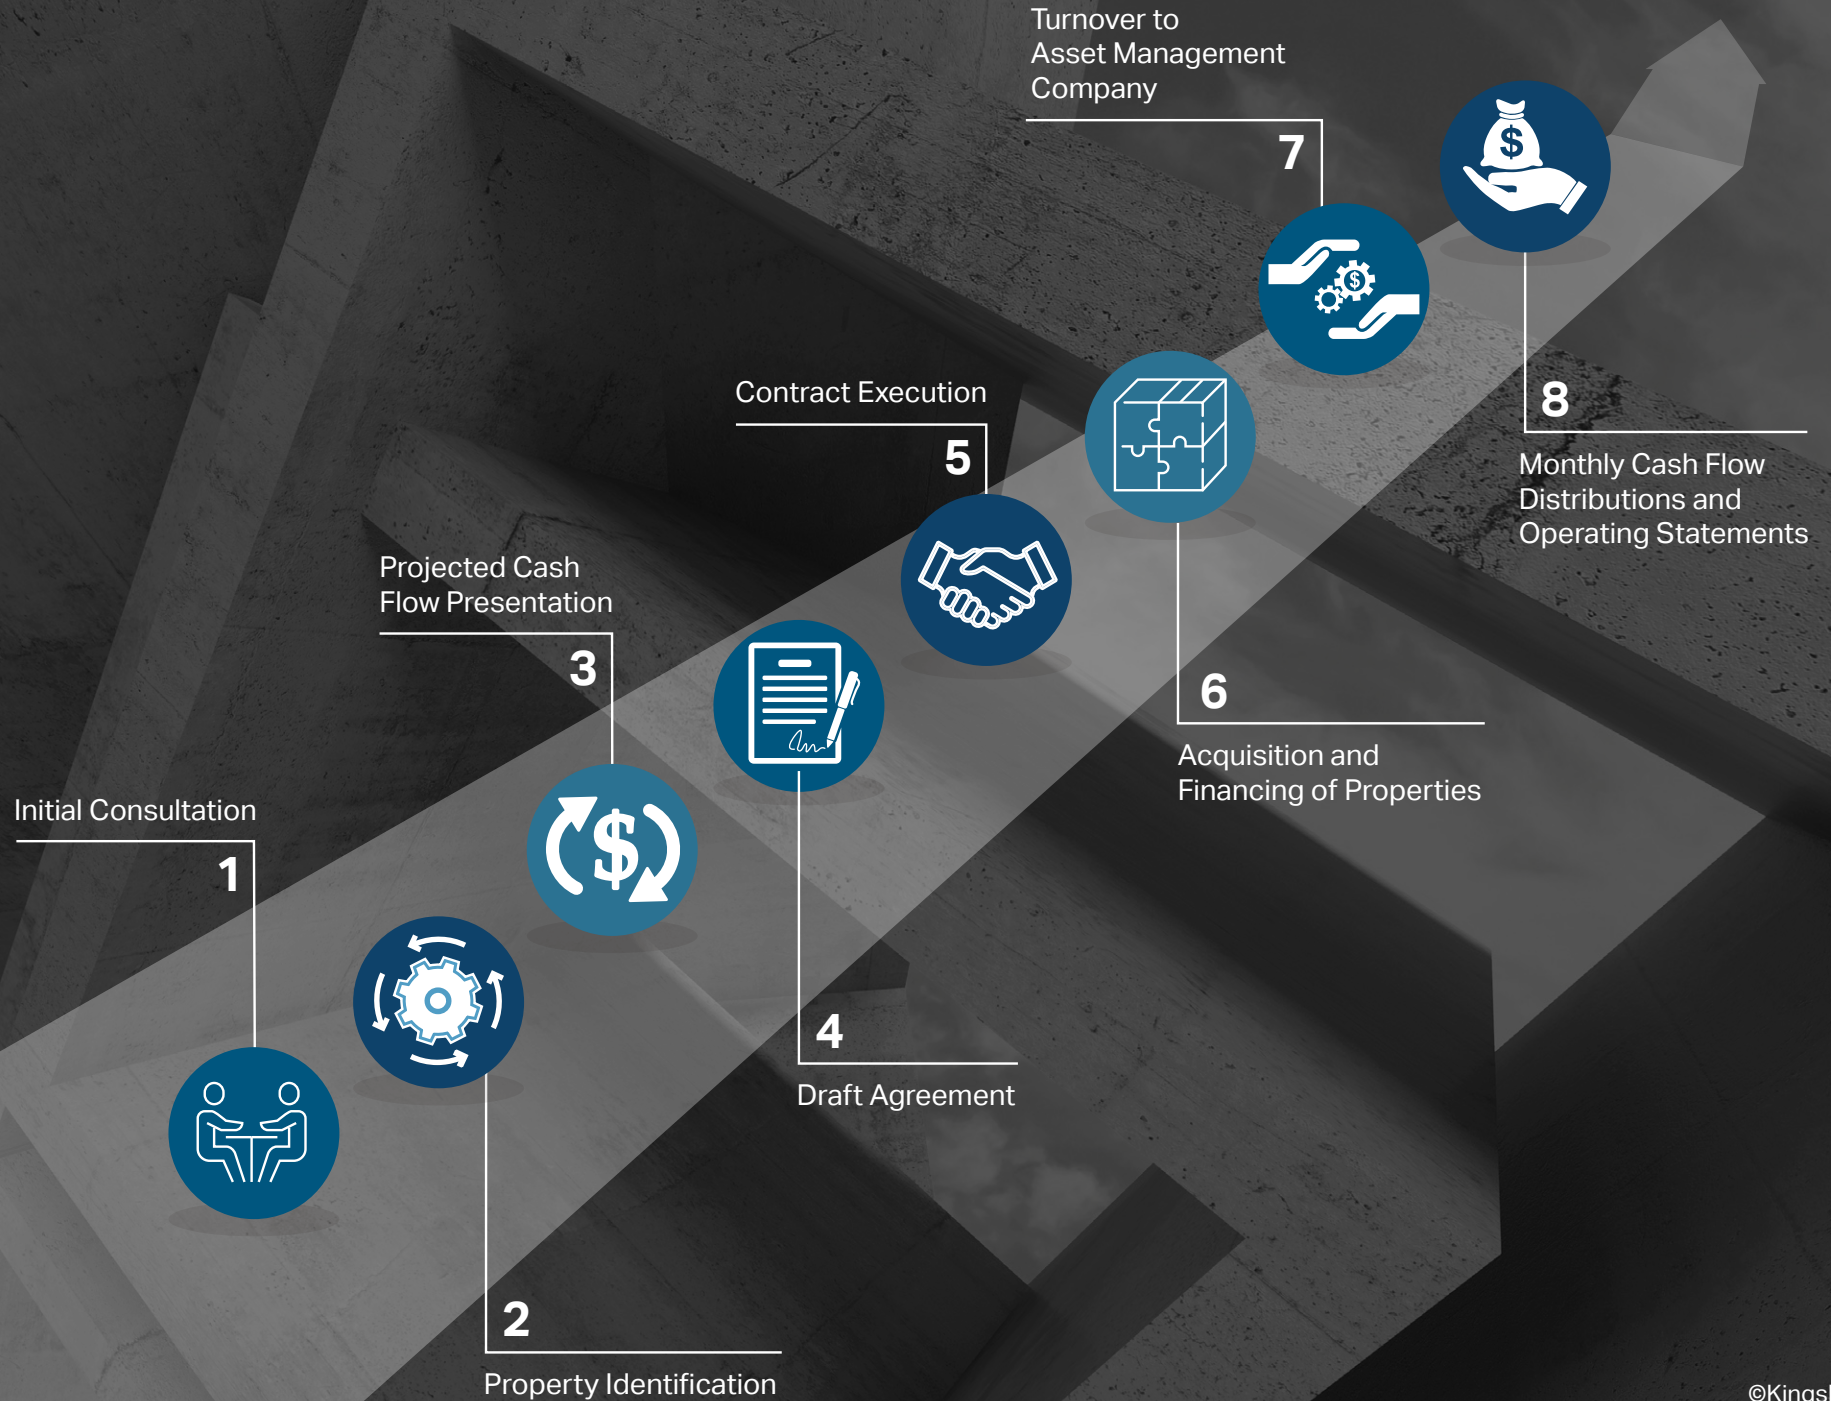 Initial Consultation
1
2
Property Identification
Projected Cash
Flow Presentation
3
4
Draft Agreement
Contract Execution
5
6
Acquisition and
Financing of Properties
Turnover to
Asset Management
Company
7
8
Monthly Cash Flow
Distributions and
Operating Statements